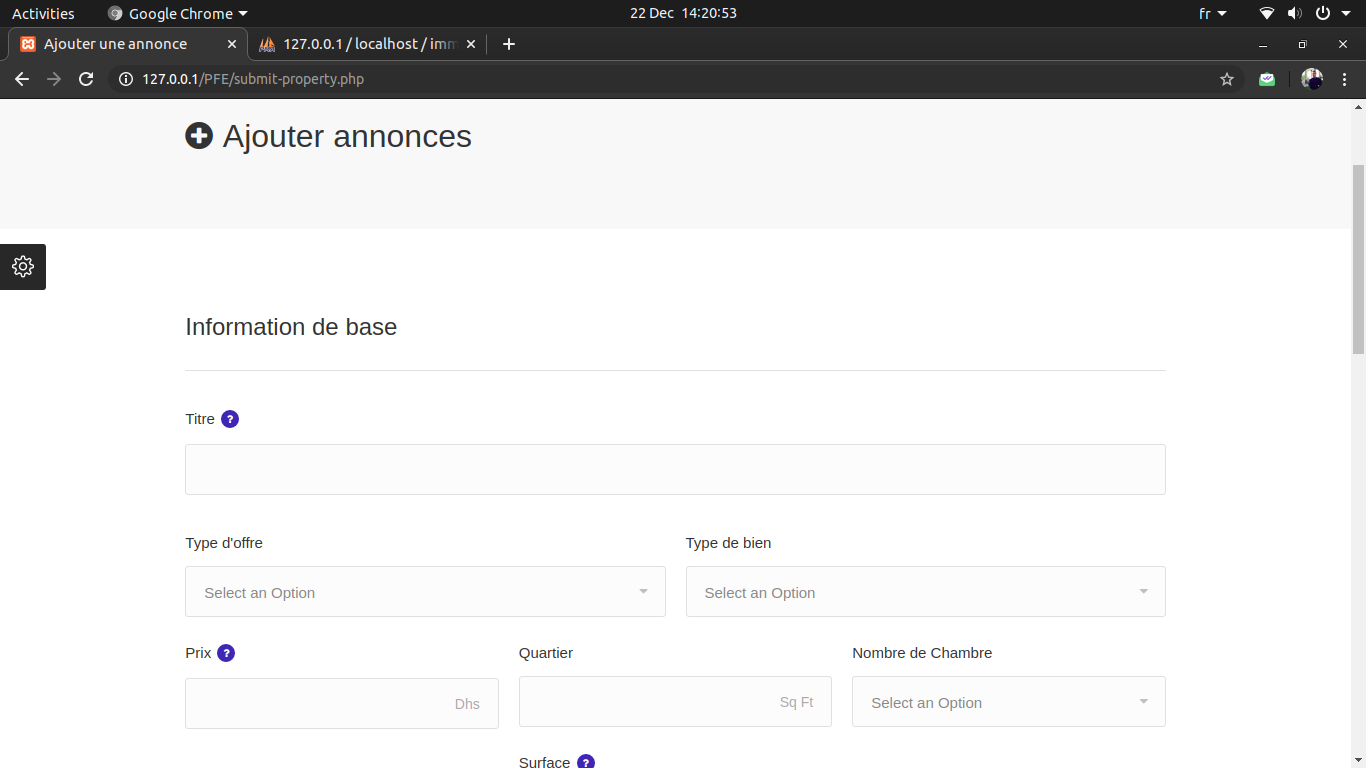 Activities Google Chrome 22 Dec 14:20:53 fr
Ajouter une annonce 127.0.0.1 / localhost / imm
127.0.0.1/PFE/submit-property.php
Ajouter annonces
Information de base
Titre ?
Type d'offre Type de bien
Select an Option Select an Option
Prix ? Quartier Nombre de Chambre
Dhs Sq Ft Select an Option
Surface ?